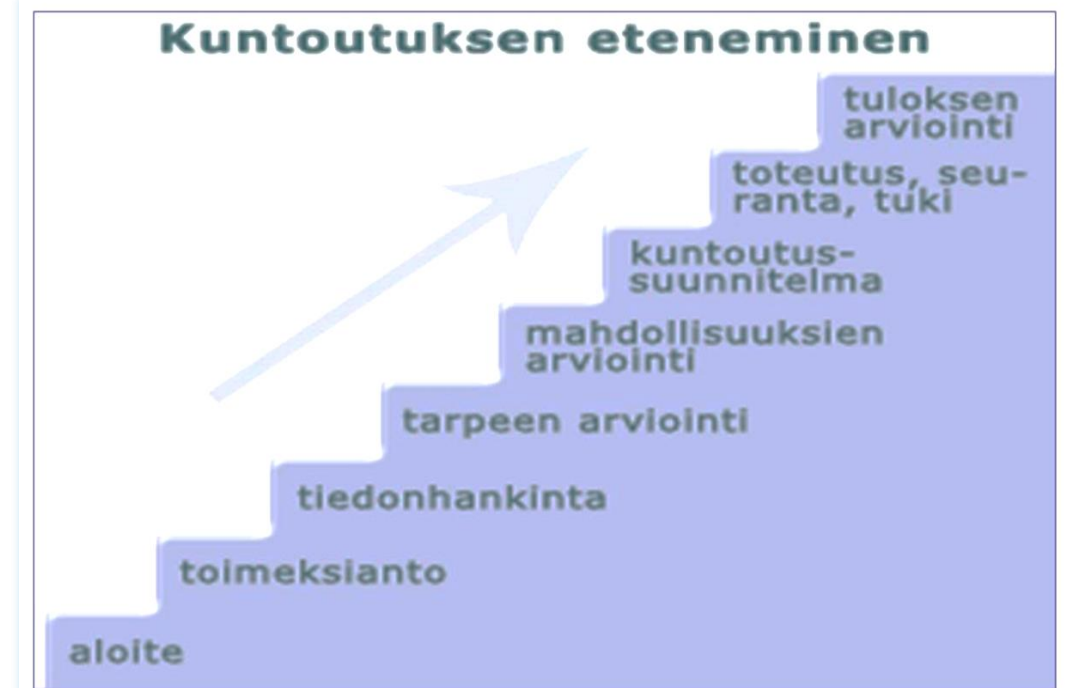 Kuntoutuksen eteneminen
tuloksen
arviointi
toteutus, seu-
ranta, tuki
kuntoutus-
suunnitelma
mahdollisuuksien
arviointi
tarpeen arviointi
tiedonhankinta
toimeksianto
aloite